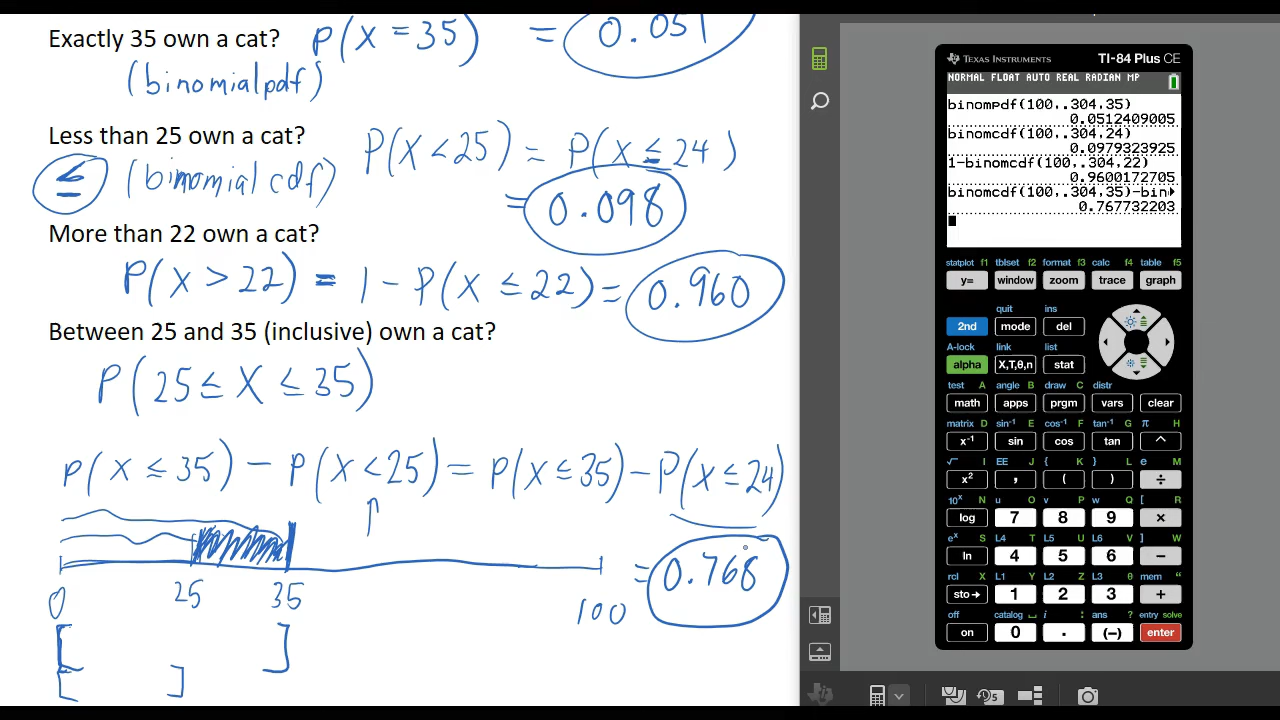 Exactly 35 own a cat? P(X = 35) = 0.051
(binomialpdf)
Less than 25 own a cat? P(X < 25) = P(X ≤ 24)
≤ (binomial cdf) = 0.098
More than 22 own a cat?
P(X > 22) = 1 - P(X ≤ 22) = 0.960
Between 25 and 35 (inclusive) own a cat?
P(25 ≤ X ≤ 35)
P(X ≤ 35) - P(X < 25) = P(X ≤ 35) - P(X ≤ 24)
= 0.768
0 25 35 100
TEXAS INSTRUMENTS TI-84 Plus CE
NORMAL FLOAT AUTO REAL RADIAN MP
binompdf(100,.304,35)
0.0512409005
binomcdf(100,.304,24)
0.0979323925
1-binomcdf(100,.304,22)
0.9600172705
binomcdf(100,.304,35)-bin
0.767732203
statplot f1 tblset f2 format f3 calc f4 table f5
y= window zoom trace graph
quit ins
2nd mode del
A-lock link list
alpha X,T,θ,n stat
test A angle B draw C distr
math apps prgm vars clear
matrix D sin⁻¹ E cos⁻¹ F tan⁻¹ G π H
x⁻¹ sin cos tan ^
√ I EE J { K } L e M
x² , ( ) ÷
10ˣ N u O v P w Q [ R
log 7 8 9 ×
eˣ S L4 T L5 U L6 V ] W
ln 4 5 6 −
rcl X L1 Y L2 Z L3 θ mem “
sto→ 1 2 3 +
off catalog i : ans ? entry solve
on 0 . (−) enter